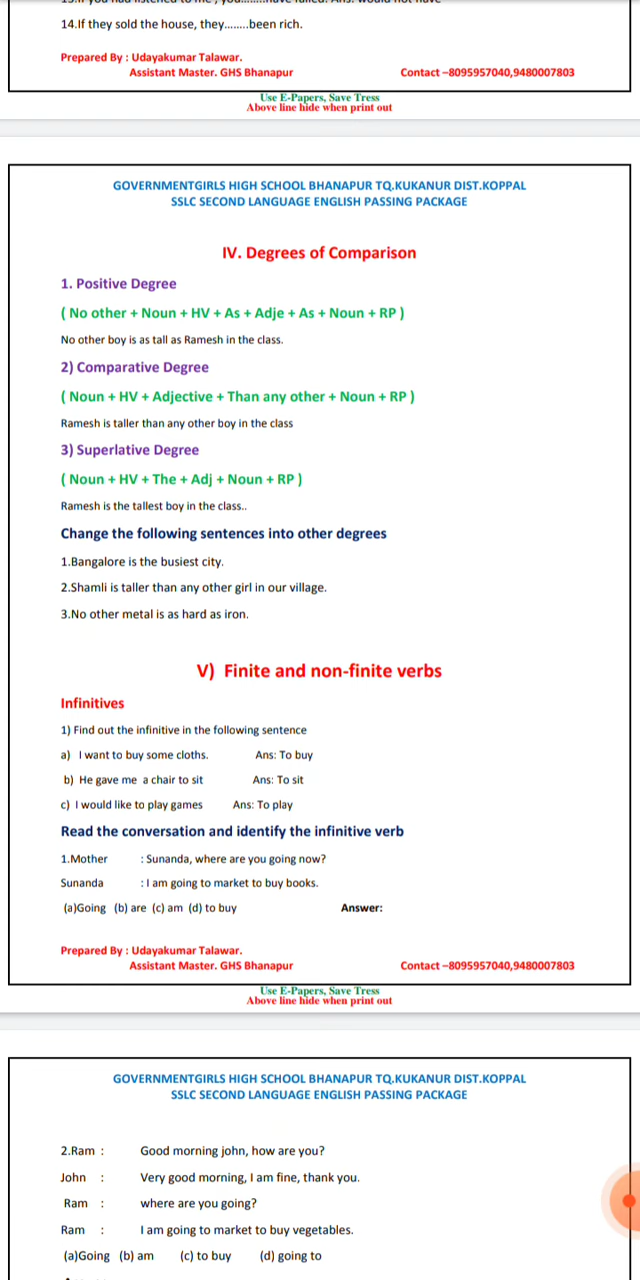 14.If they sold the house, they........been rich.
Prepared By : Udayakumar Talawar.
Assistant Master. GHS Bhanapur Contact –8095957040,9480007803
Use E-Papers, Save Tress
Above line hide when print out
GOVERNMENTGIRLS HIGH SCHOOL BHANAPUR TQ.KUKANUR DIST.KOPPAL
SSLC SECOND LANGUAGE ENGLISH PASSING PACKAGE
IV. Degrees of Comparison
1. Positive Degree
( No other + Noun + HV + As + Adje + As + Noun + RP )
No other boy is as tall as Ramesh in the class.
2) Comparative Degree
( Noun + HV + Adjective + Than any other + Noun + RP )
Ramesh is taller than any other boy in the class
3) Superlative Degree
( Noun + HV + The + Adj + Noun + RP )
Ramesh is the tallest boy in the class..
Change the following sentences into other degrees
1.Bangalore is the busiest city.
2.Shamli is taller than any other girl in our village.
3.No other metal is as hard as iron.
V) Finite and non-finite verbs
Infinitives
1) Find out the infinitive in the following sentence
a) I want to buy some cloths. Ans: To buy
b) He gave me a chair to sit Ans: To sit
c) I would like to play games Ans: To play
Read the conversation and identify the infinitive verb
1.Mother : Sunanda, where are you going now?
Sunanda : I am going to market to buy books.
(a)Going (b) are (c) am (d) to buy Answer:
Prepared By : Udayakumar Talawar.
Assistant Master. GHS Bhanapur Contact –8095957040,9480007803
Use E-Papers, Save Tress
Above line hide when print out
GOVERNMENTGIRLS HIGH SCHOOL BHANAPUR TQ.KUKANUR DIST.KOPPAL
SSLC SECOND LANGUAGE ENGLISH PASSING PACKAGE
2.Ram : Good morning john, how are you?
John : Very good morning, I am fine, thank you.
Ram : where are you going?
Ram : I am going to market to buy vegetables.
(a)Going (b) am (c) to buy (d) going to